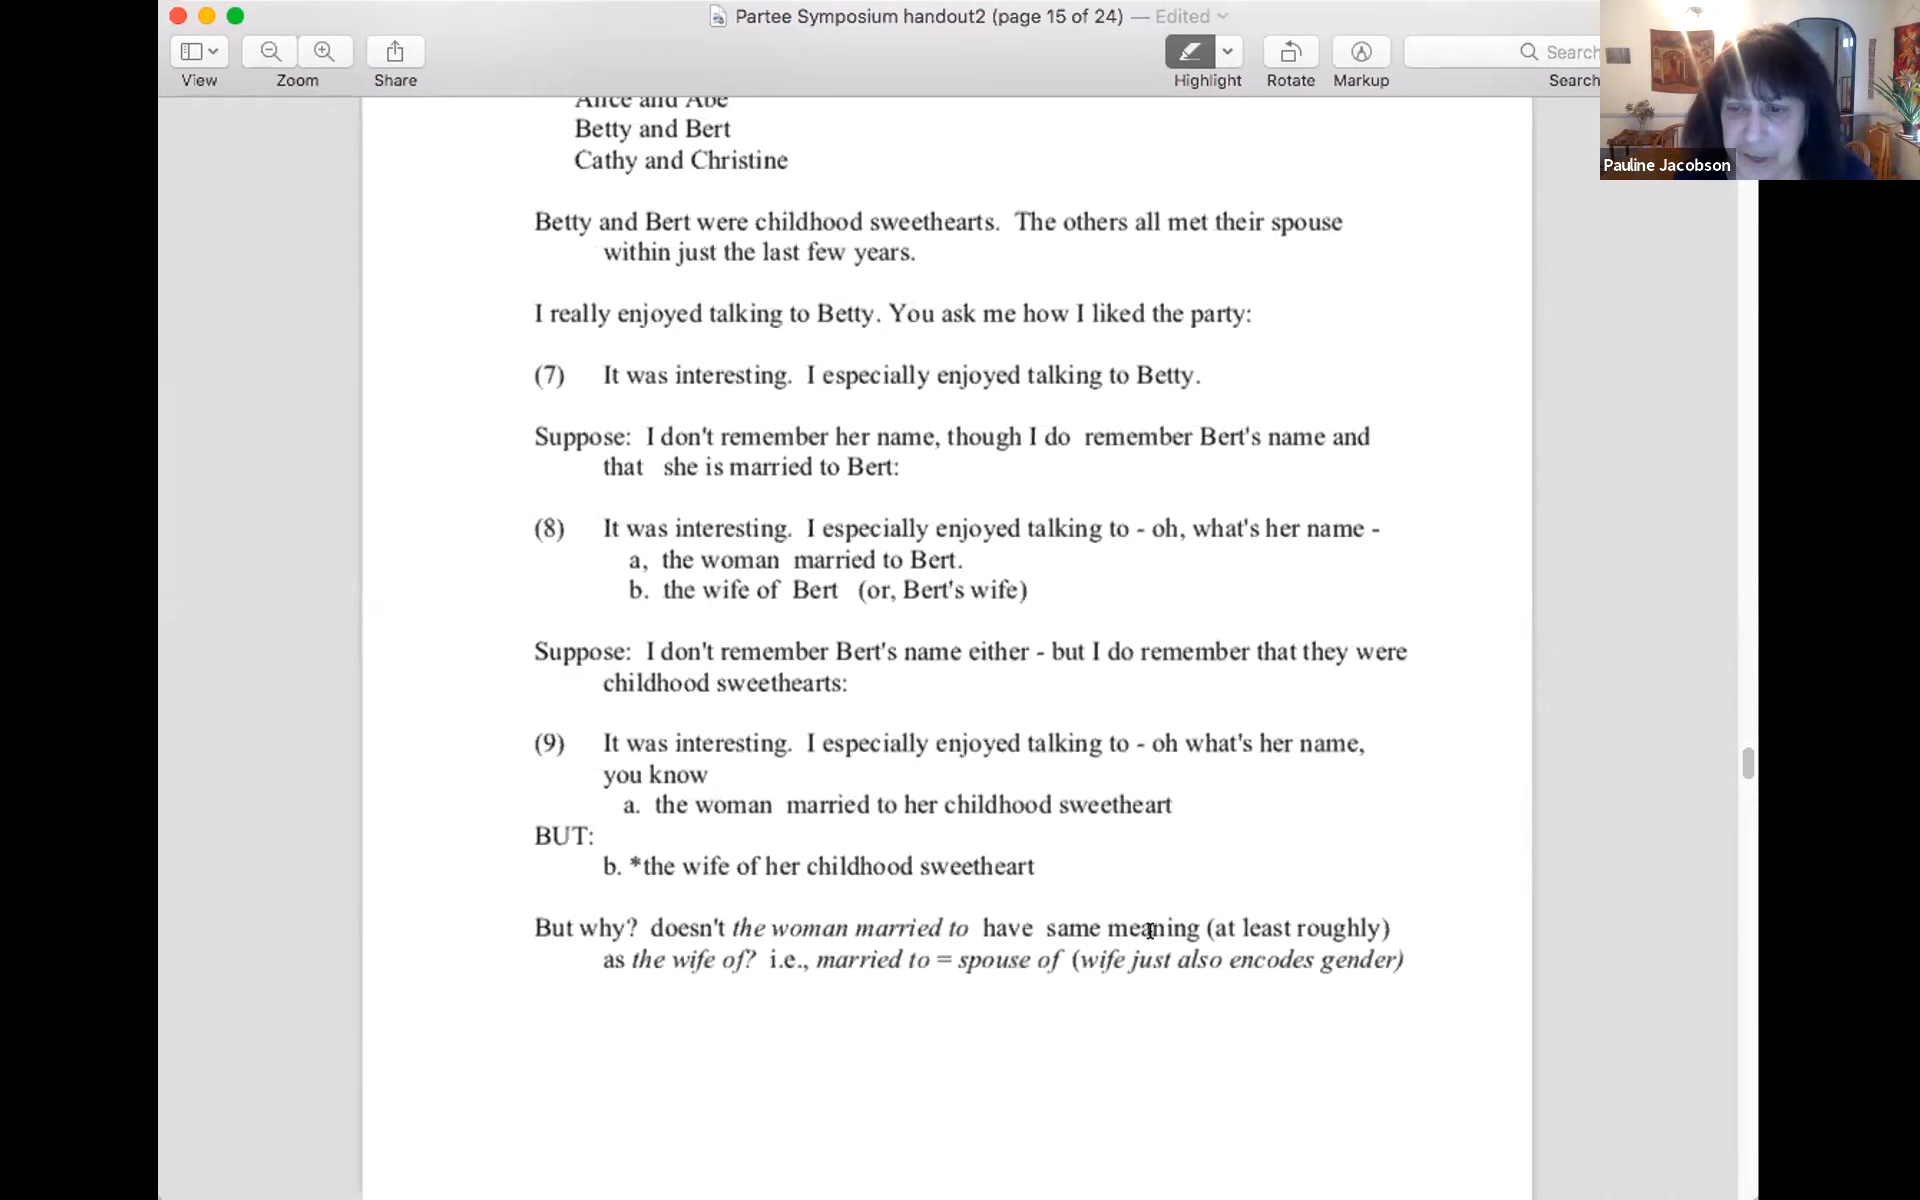 Partee Symposium handout2 (page 15 of 24) — Edited
View Zoom Share Highlight Rotate Markup Search
Search
Alice and Abe
Betty and Bert
Cathy and Christine
Pauline Jacobson
Betty and Bert were childhood sweethearts. The others all met their spouse
within just the last few years.
I really enjoyed talking to Betty. You ask me how I liked the party:
(7) It was interesting. I especially enjoyed talking to Betty.
Suppose: I don't remember her name, though I do remember Bert's name and
that she is married to Bert:
(8) It was interesting. I especially enjoyed talking to - oh, what's her name -
a, the woman married to Bert.
b. the wife of Bert (or, Bert's wife)
Suppose: I don't remember Bert's name either - but I do remember that they were
childhood sweethearts:
(9) It was interesting. I especially enjoyed talking to - oh what's her name,
you know
a. the woman married to her childhood sweetheart
BUT:
b. *the wife of her childhood sweetheart
But why? doesn't the woman married to have same meaning (at least roughly)
as the wife of? i.e., married to = spouse of (wife just also encodes gender)